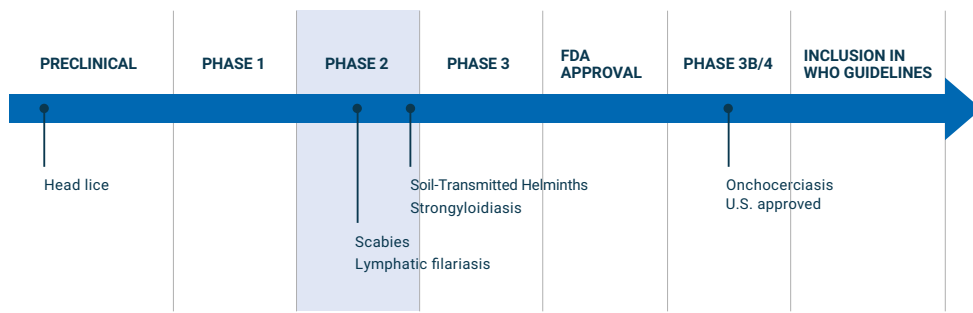 PRECLINICAL
PHASE 1
PHASE 2
PHASE 3
FDA
APPROVAL
PHASE 3B/4
INCLUSION IN
WHO GUIDELINES
Head lice
Scabies
Lymphatic filariasis
Soil-Transmitted Helminths
Strongyloidiasis
Onchocerciasis
U.S. approved